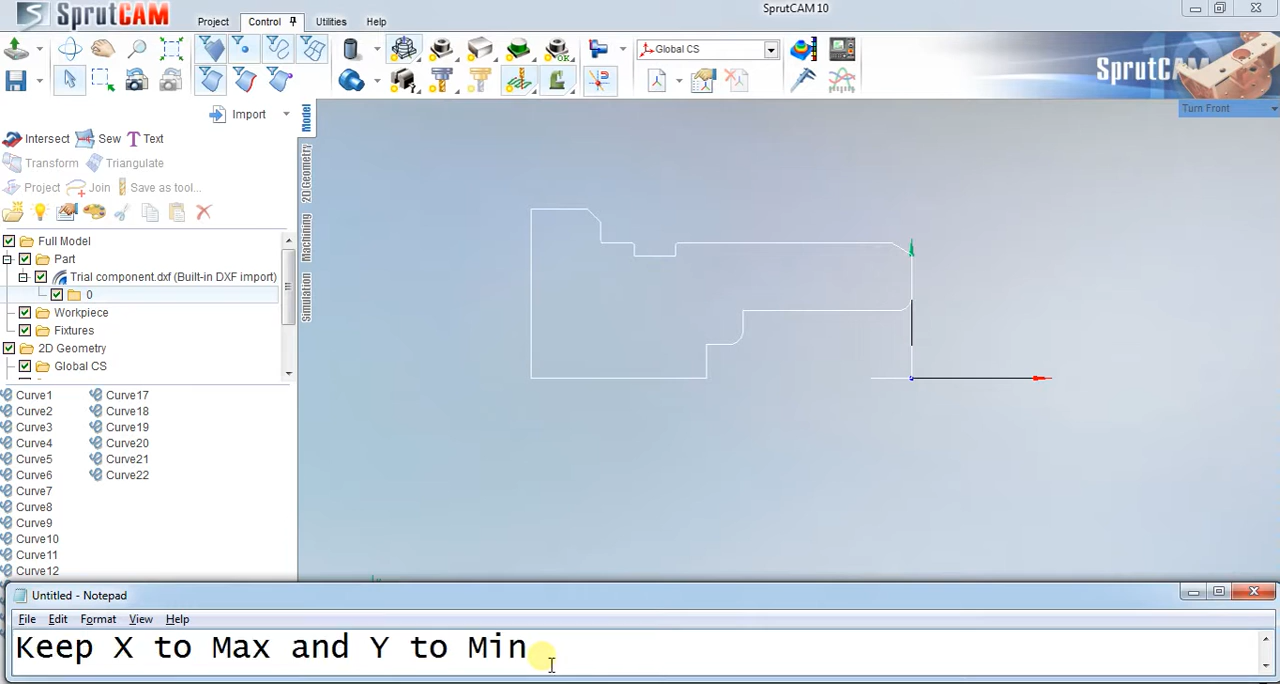 SprutCAM
Project
Control
Utilities
Help
SprutCAM 10
Global CS
SprutCAM
Turn Front
Import
Intersect
Sew
Text
Transform
Triangulate
Project
Join
Save as tool...
Model
2D Geometry
Machining
Simulation
Full Model
Part
Trial component.dxf (Built-in DXF import)
0
Workpiece
Fixtures
2D Geometry
Global CS
Curve1
Curve2
Curve3
Curve4
Curve5
Curve6
Curve7
Curve8
Curve9
Curve10
Curve11
Curve12
Curve17
Curve18
Curve19
Curve20
Curve21
Curve22
Untitled - Notepad
File
Edit
Format
View
Help
Keep X to Max and Y to Min